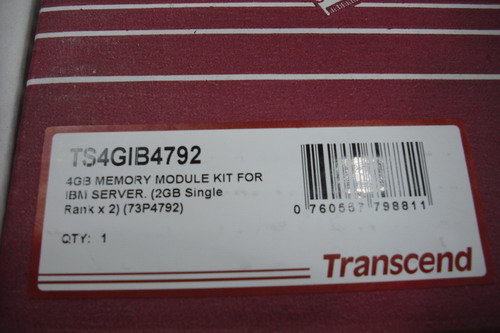 TS4GIB4792
4GB MEMORY MODULE KIT FOR
IBM SERVER. (2GB Single
Rank x 2) (73P4792)
QTY: 1
0 760557 798811
Transcend